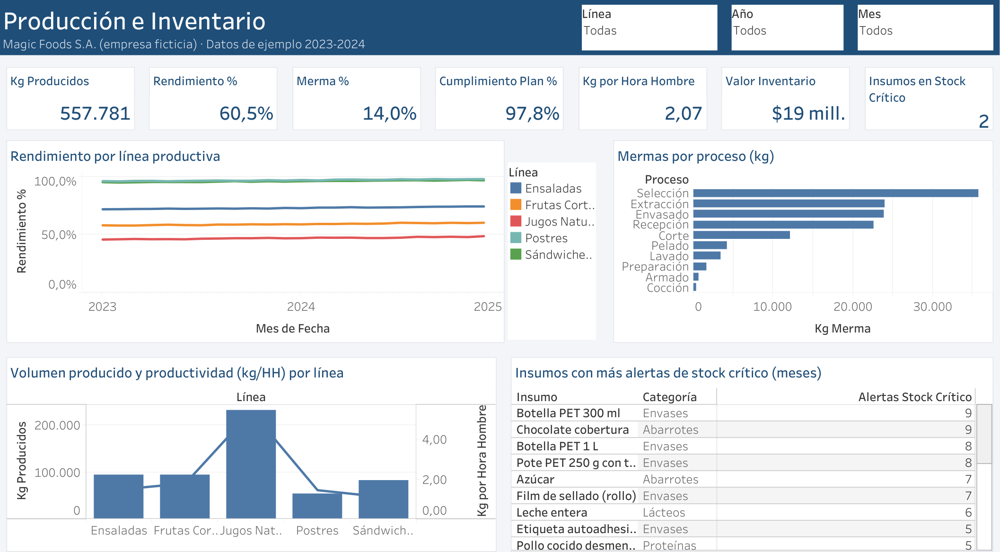 Producción e Inventario
Magic Foods S.A. (empresa ficticia) · Datos de ejemplo 2023-2024
Línea
Todas
Año
Todos
Mes
Todos
Kg Producidos
557.781
Rendimiento %
60,5%
Merma %
14,0%
Cumplimiento Plan %
97,8%
Kg por Hora Hombre
2,07
Valor Inventario
$19 mill.
Insumos en Stock
Crítico
2
Rendimiento por línea productiva
Rendimiento %
100,0%
50,0%
0,0%
2023
2024
2025
Mes de Fecha
Línea
Ensaladas
Frutas Cort..
Jugos Natu..
Postres
Sándwiche..
Mermas por proceso (kg)
Proceso
Selección
Extracción
Envasado
Recepción
Corte
Pelado
Lavado
Preparación
Armado
Cocción
0
10.000
20.000
30.000
Kg Merma
Volumen producido y productividad (kg/HH) por línea
Línea
Kg Producidos
200.000
100.000
0
4,00
2,00
0,00
Kg por Hora Hombre
Ensaladas
Frutas Cor..
Jugos Nat..
Postres
Sándwich..
Insumos con más alertas de stock crítico (meses)
Insumo Categoría Alertas Stock Crítico
Botella PET 300 ml Envases 9
Chocolate cobertura Abarrotes 9
Botella PET 1 L Envases 8
Pote PET 250 g con t.. Envases 8
Azúcar Abarrotes 7
Film de sellado (rollo) Envases 7
Leche entera Lácteos 6
Etiqueta autoadhesi.. Envases 5
Pollo cocido desmen.. Proteínas 5